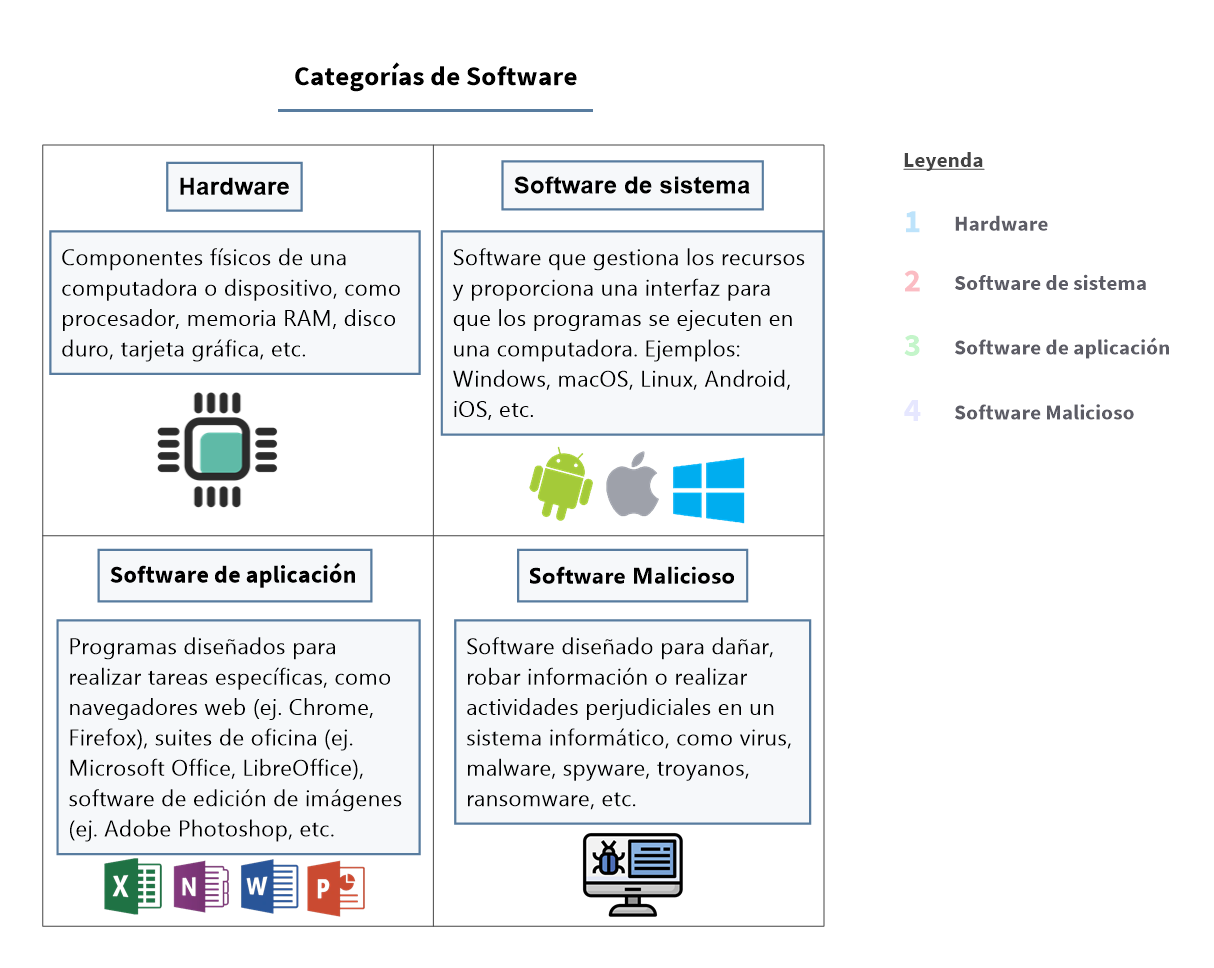 Categorías de Software
Hardware
Componentes físicos de una
computadora o dispositivo, como
procesador, memoria RAM, disco
duro, tarjeta gráfica, etc.
Software de sistema
Software que gestiona los recursos
y proporciona una interfaz para
que los programas se ejecuten en
una computadora. Ejemplos:
Windows, macOS, Linux, Android,
iOS, etc.
Software de aplicación
Programas diseñados para
realizar tareas específicas, como
navegadores web (ej. Chrome,
Firefox), suites de oficina (ej.
Microsoft Office, LibreOffice),
software de edición de imágenes
(ej. Adobe Photoshop, etc.
X N W P
Software Malicioso
Software diseñado para dañar,
robar información o realizar
actividades perjudiciales en un
sistema informático, como virus,
malware, spyware, troyanos,
ransomware, etc.
Leyenda
1 Hardware
2 Software de sistema
3 Software de aplicación
4 Software Malicioso